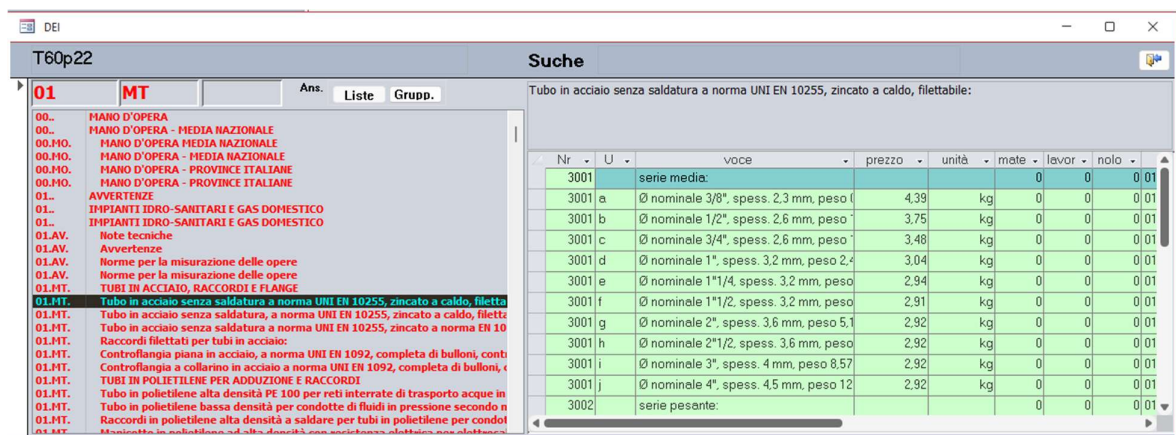 DEI
T60p22 Suche
01 MT Ans. Liste Grupp.
Tubo in acciaio senza saldatura a norma UNI EN 10255, zincato a caldo, filettabile:
00.. MANO D'OPERA
00.. MANO D'OPERA - MEDIA NAZIONALE
00.MO. MANO D'OPERA MEDIA NAZIONALE
00.MO. MANO D'OPERA - MEDIA NAZIONALE
00.MO. MANO D'OPERA - PROVINCE ITALIANE
00.MO. MANO D'OPERA - PROVINCE ITALIANE
01.. AVVERTENZE
01.. IMPIANTI IDRO-SANITARI E GAS DOMESTICO
01.. IMPIANTI IDRO-SANITARI E GAS DOMESTICO
01.AV. Note tecniche
01.AV. Avvertenze
01.AV. Norme per la misurazione delle opere
01.AV. Norme per la misurazione delle opere
01.MT. TUBI IN ACCIAIO, RACCORDI E FLANGE
01.MT. Tubo in acciaio senza saldatura a norma UNI EN 10255, zincato a caldo, filetta
01.MT. Tubo in acciaio senza saldatura, a norma UNI EN 10255, zincato a caldo, filetta
01.MT. Tubo in acciaio senza saldatura a norma UNI EN 10255, zincato a norma EN 10
01.MT. Raccordi filettati per tubi in acciaio:
01.MT. Controflangia piana in acciaio, a norma UNI EN 1092, completa di bulloni, contr
01.MT. Controflangia a collarino in acciaio a norma UNI EN 1092, completa di bulloni, c
01.MT. TUBI IN POLIETILENE PER ADDUZIONE E RACCORDI
01.MT. Tubo in polietilene alta densità PE 100 per reti interrate di trasporto acque in
01.MT. Tubo in polietilene bassa densità per condotte di fluidi in pressione secondo n
01.MT. Raccordi in polietilene alta densità a saldare per tubi in polietilene per condot
01.MT. Manicotto in polietilene ad alta densità con resistenza elettrica per elettrosal
Nr U voce prezzo unità mate lavor nolo
3001 serie media: 0 0 0 01
3001 a Ø nominale 3/8", spess. 2,3 mm, peso 4,39 kg 0 0 0 01
3001 b Ø nominale 1/2", spess. 2,6 mm, peso 3,75 kg 0 0 0 01
3001 c Ø nominale 3/4", spess. 2,6 mm, peso 3,48 kg 0 0 0 01
3001 d Ø nominale 1", spess. 3,2 mm, peso 2,4 3,04 kg 0 0 0 01
3001 e Ø nominale 1"1/4, spess. 3,2 mm, peso 2,94 kg 0 0 0 01
3001 f Ø nominale 1"1/2, spess. 3,2 mm, peso 2,91 kg 0 0 0 01
3001 g Ø nominale 2", spess. 3,6 mm, peso 5,1 2,92 kg 0 0 0 01
3001 h Ø nominale 2"1/2, spess. 3,6 mm, peso 2,92 kg 0 0 0 01
3001 i Ø nominale 3", spess. 4 mm, peso 8,57 2,92 kg 0 0 0 01
3001 j Ø nominale 4", spess. 4,5 mm, peso 12 2,92 kg 0 0 0 01
3002 serie pesante: 0 0 0 01